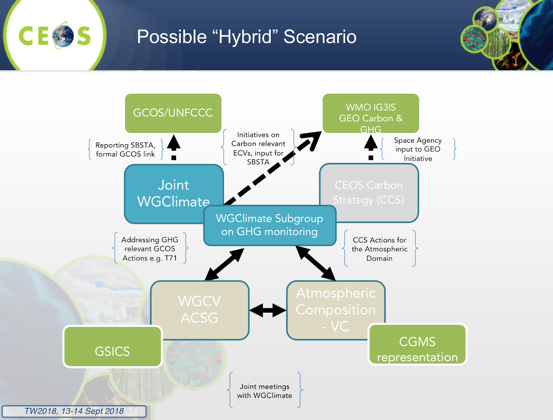 CEOS
Possible “Hybrid” Scenario
GCOS/UNFCCC
WMO IG3IS
GEO Carbon &
GHG
Reporting SBSTA,
formal GCOS link
Initiatives on
Carbon relevant
ECVs, input for
SBSTA
Space Agency
input to GEO
Initiative
Joint
WGClimate
CEOS Carbon
Strategy (CCS)
WGClimate Subgroup
on GHG monitoring
Addressing GHG
relevant GCOS
Actions e.g. T71
CCS Actions for
the Atmospheric
Domain
WGCV
ACSG
Atmospheric
Composition
- VC
GSICS
CGMS
representation
Joint meetings
with WGClimate
TW2018, 13-14 Sept 2018